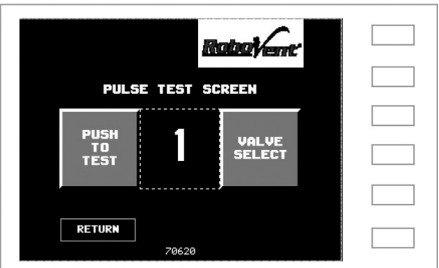 RoboVent
PULSE TEST SCREEN
PUSH
TO
TEST
1
VALVE
SELECT
RETURN
70620